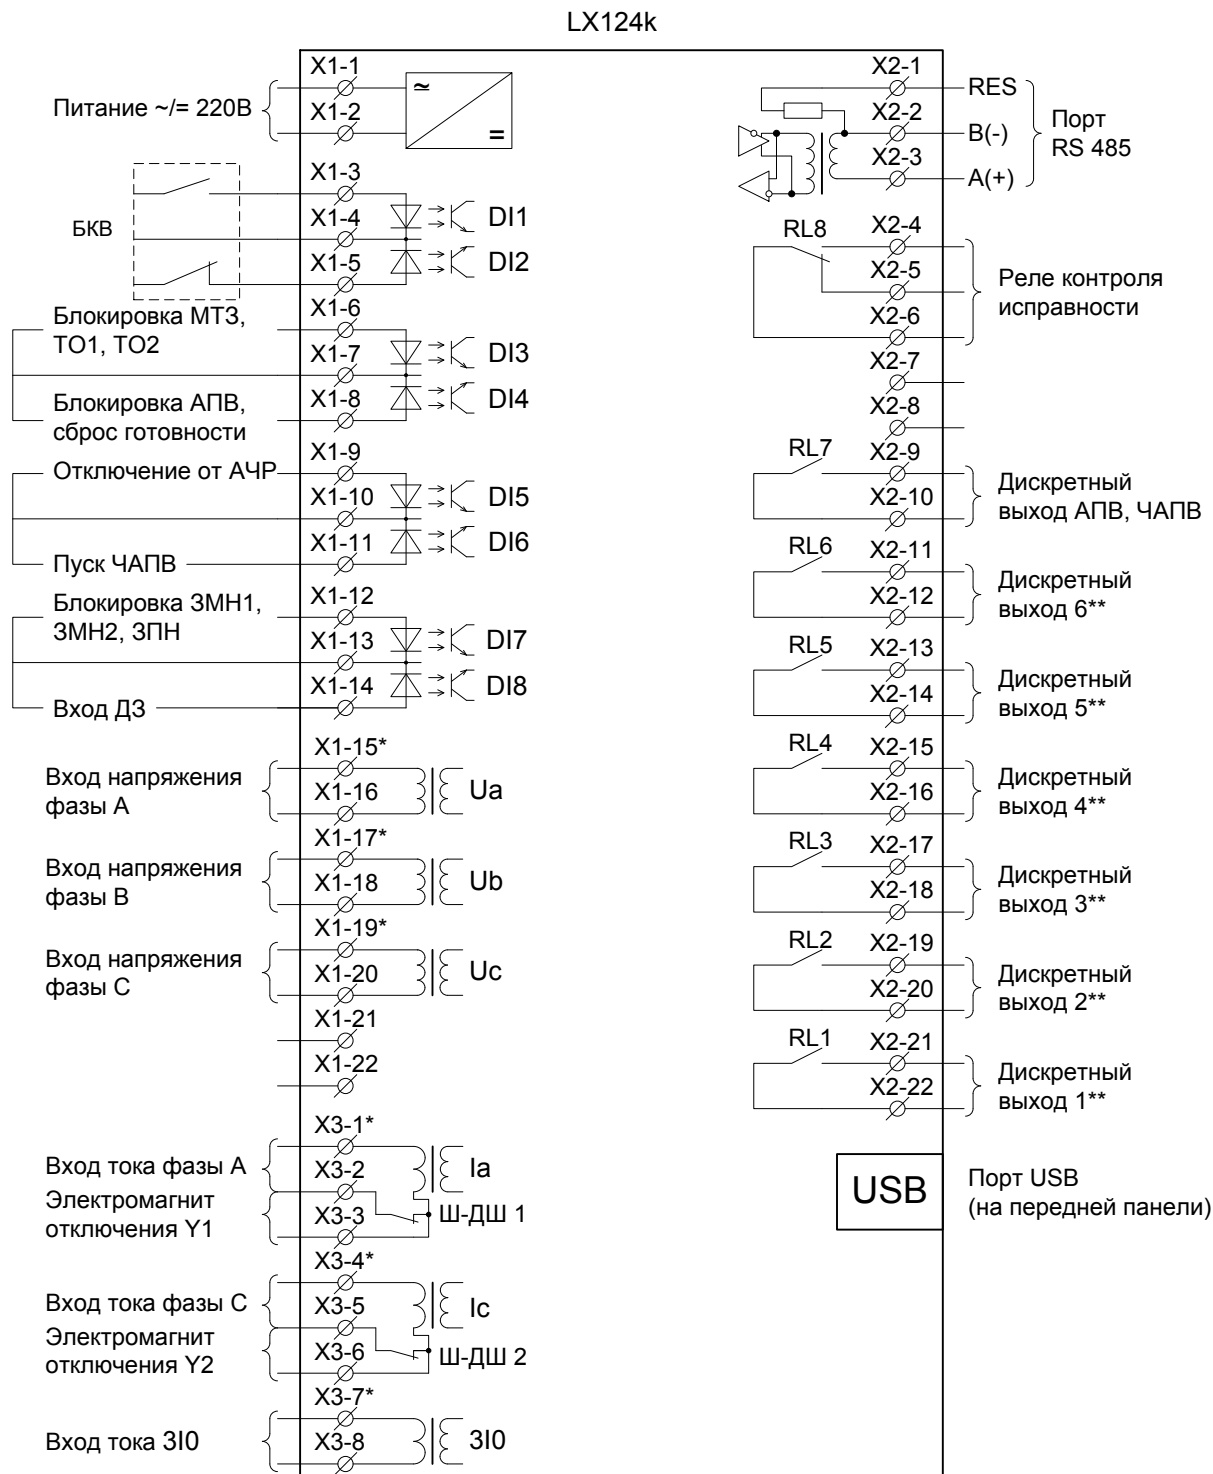 LX124k
X1-1
Питание ~/= 220В
X1-2
≃
=
X1-3
БКВ
X1-4
DI1
X1-5
DI2
X1-6
Блокировка МТЗ,
ТО1, ТО2
X1-7
DI3
X1-8
DI4
Блокировка АПВ,
сброс готовности
X1-9
Отключение от АЧР
X1-10
DI5
X1-11
DI6
Пуск ЧАПВ
X1-12
Блокировка ЗМН1,
ЗМН2, ЗПН
X1-13
DI7
X1-14
DI8
Вход ДЗ
X1-15*
Вход напряжения
фазы А
X1-16
Ua
X1-17*
Вход напряжения
фазы В
X1-18
Ub
X1-19*
Вход напряжения
фазы С
X1-20
Uc
X1-21
X1-22
X3-1*
Вход тока фазы А
X3-2
Ia
Электромагнит
отключения Y1
X3-3
Ш-ДШ 1
X3-4*
Вход тока фазы С
X3-5
Ic
Электромагнит
отключения Y2
X3-6
Ш-ДШ 2
X3-7*
Вход тока 3I0
X3-8
3I0
X2-1
RES
X2-2
B(-)
X2-3
A(+)
Порт
RS 485
RL8
X2-4
X2-5
X2-6
Реле контроля
исправности
X2-7
X2-8
RL7
X2-9
X2-10
Дискретный
выход АПВ, ЧАПВ
RL6
X2-11
X2-12
Дискретный
выход 6**
RL5
X2-13
X2-14
Дискретный
выход 5**
RL4
X2-15
X2-16
Дискретный
выход 4**
RL3
X2-17
X2-18
Дискретный
выход 3**
RL2
X2-19
X2-20
Дискретный
выход 2**
RL1
X2-21
X2-22
Дискретный
выход 1**
USB
Порт USB
(на передней панели)